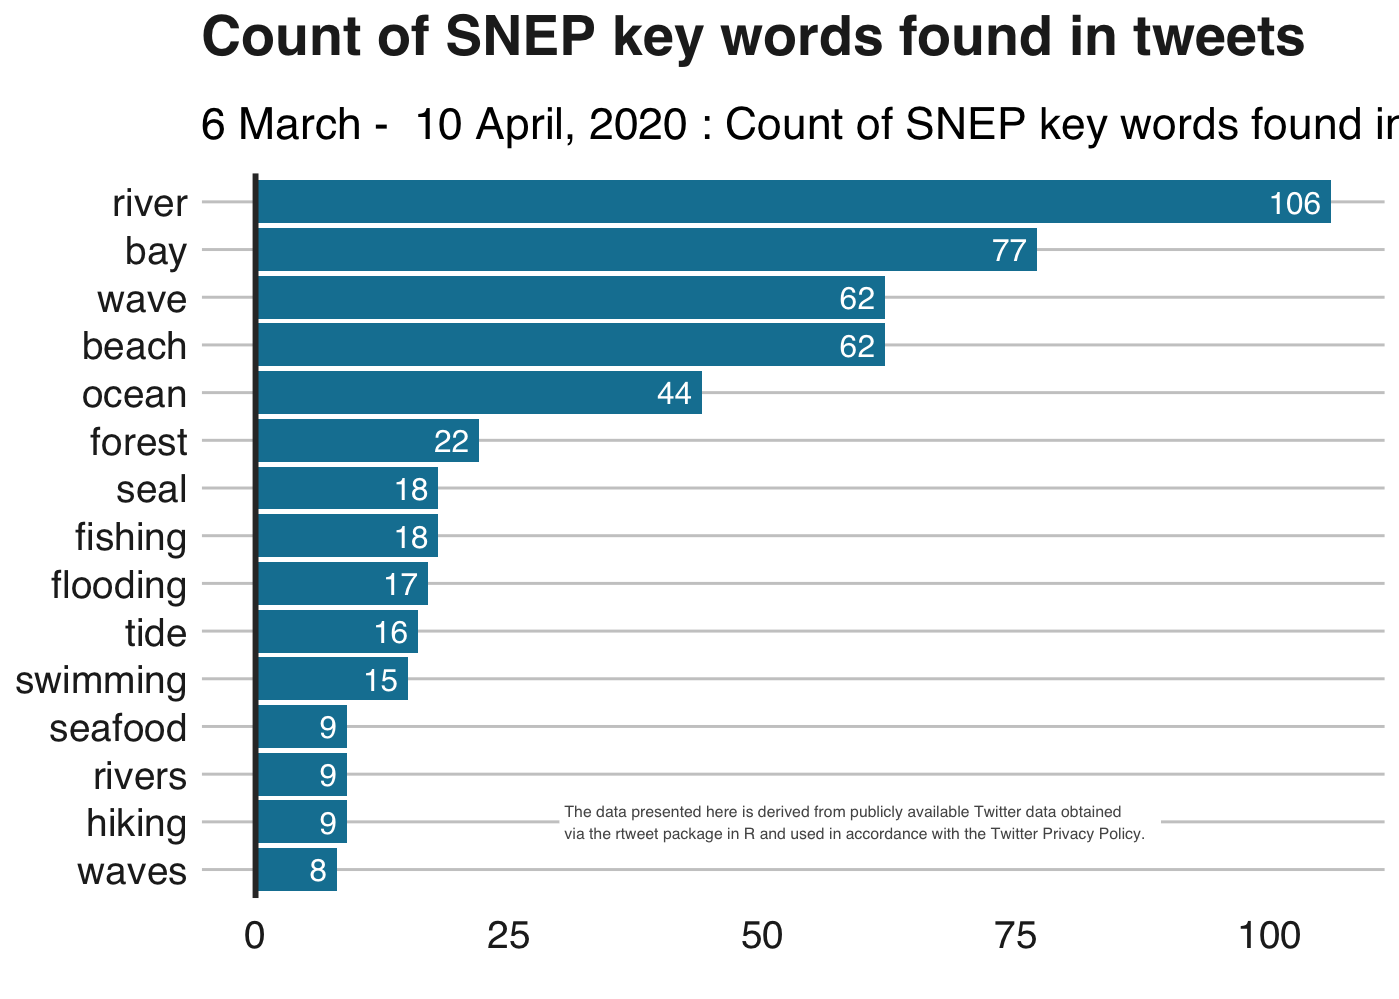 Count of SNEP key words found in tweets
6 March -  10 April, 2020 : Count of SNEP key words found in
river 106
bay 77
wave 62
beach 62
ocean 44
forest 22
seal 18
fishing 18
flooding 17
tide 16
swimming 15
seafood 9
rivers 9
hiking 9
The data presented here is derived from publicly available Twitter data obtained
via the rtweet package in R and used in accordance with the Twitter Privacy Policy.
waves 8
0 25 50 75 100